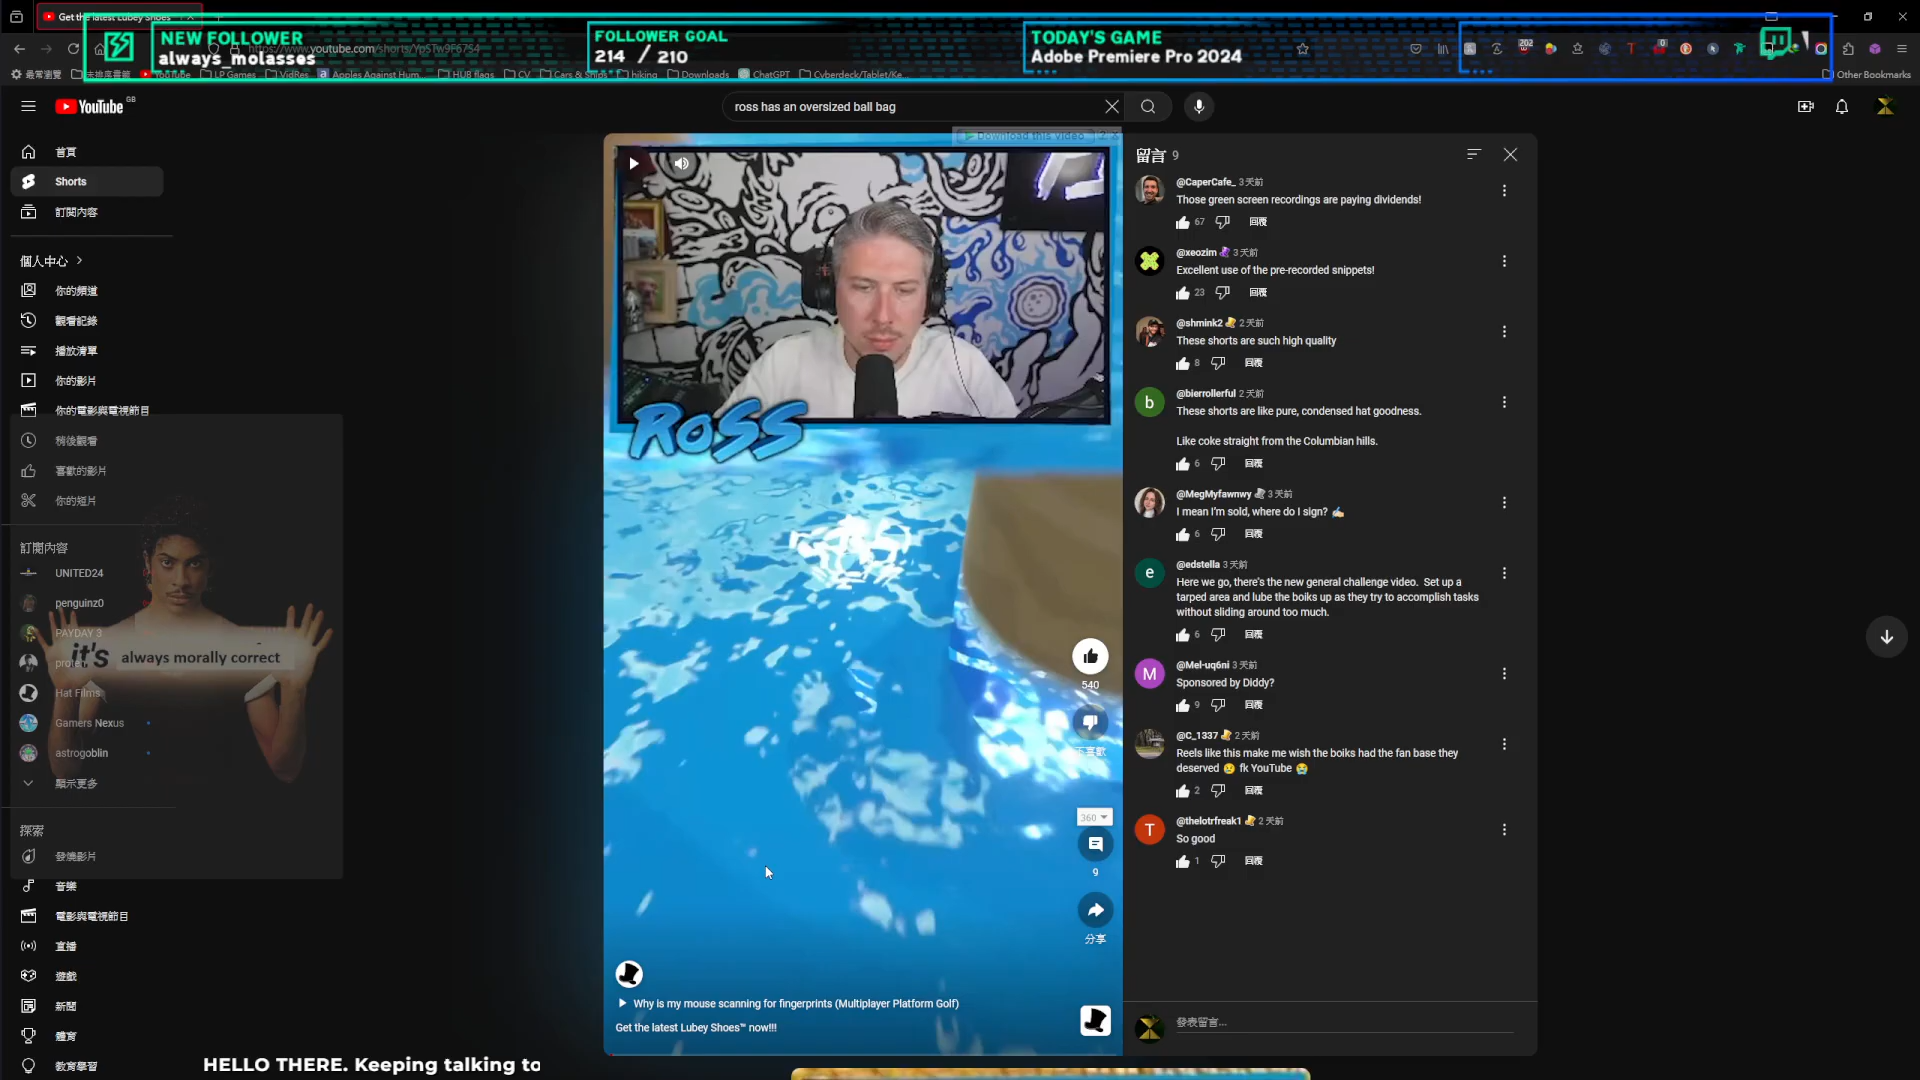 Get the latest Lubey Shoes
NEW FOLLOWER
always_molasses
FOLLOWER GOAL
214 / 210
TODAY'S GAME
Adobe Premiere Pro 2024
https://www.youtube.com/shorts/YpSTw9F67S4
最常瀏覽
未排序書籤
Youtube
LP Games
VidRes
Apples Against Hum...
HUB flags
CV
Cars & Ships
hiking
Downloads
ChatGPT
Cyberdeck/Tablet/Ke...
Other Bookmarks
YouTube GB
ross has an oversized ball bag
首頁
Shorts
訂閱內容
個人中心
你的頻道
觀看記錄
播放清單
你的影片
你的電影與電視節目
稍後觀看
喜歡的影片
你的短片
訂閱內容
UNITED24
penguinz0
PAYDAY 3
Hat Films
Gamers Nexus
astrogoblin
顯示更多
it's always morally correct
探索
發燒影片
音樂
電影與電視節目
直播
遊戲
新聞
體育
教育學習
HELLO THERE. Keeping talking to
Download this video
ROSS
540
不喜歡
360
9
分享
Why is my mouse scanning for fingerprints (Multiplayer Platform Golf)
Get the latest Lubey Shoes™ now!!!
留言 9
@CaperCafe_ 3 天前
Those green screen recordings are paying dividends!
67 回覆
@xeozim 3 天前
Excellent use of the pre-recorded snippets!
23 回覆
@shmink2 2 天前
These shorts are such high quality
8 回覆
b
@bierrollerful 2 天前
These shorts are like pure, condensed hat goodness.
Like coke straight from the Columbian hills.
6 回覆
@MegMyfawnwy 3 天前
I mean I'm sold, where do I sign? ✍
6 回覆
e
@edstella 3 天前
Here we go, there's the new general challenge video. Set up a
tarped area and lube the boiks up as they try to accomplish tasks
without sliding around too much.
6 回覆
M
@Mel-uq6ni 3 天前
Sponsored by Diddy?
9 回覆
@C_1337 2 天前
Reels like this make me wish the boiks had the fan base they
deserved 😢 fk YouTube 😭
2 回覆
T
@thelotrfreak1 2 天前
So good
1 回覆
發表留言...